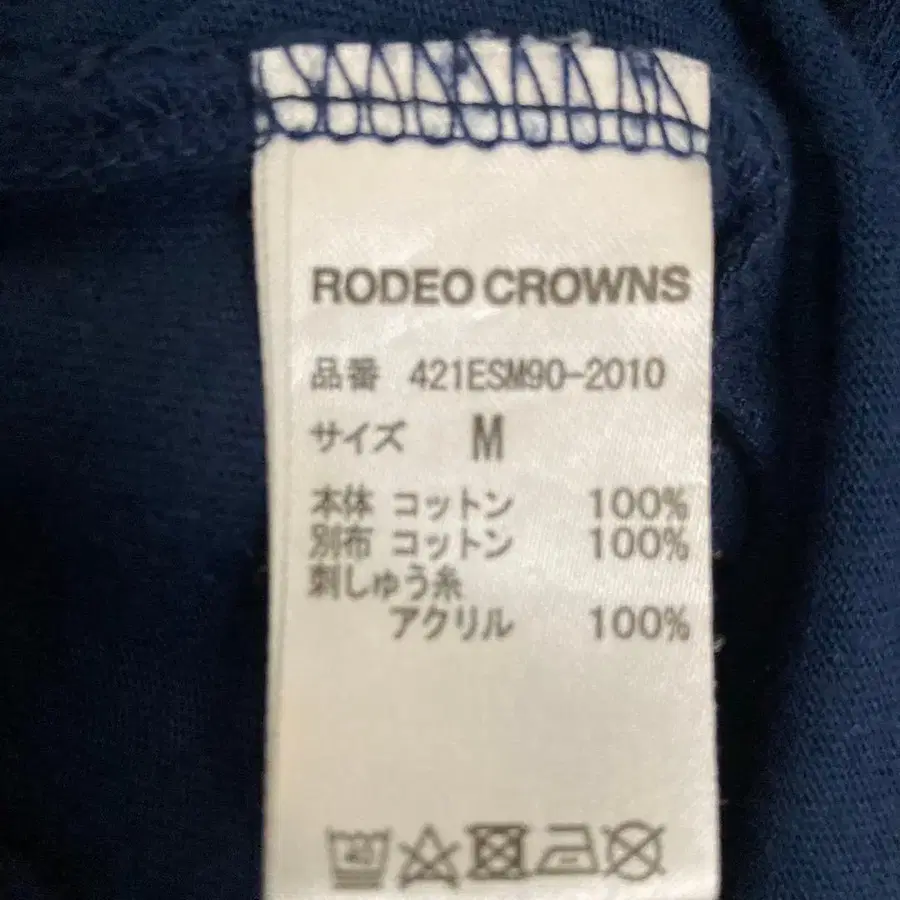 RODEO CROWNS
品番 421ESM90-2010
サイズ M
本体 コットン 100%
別布 コットン 100%
刺しゅう糸
アクリル 100%